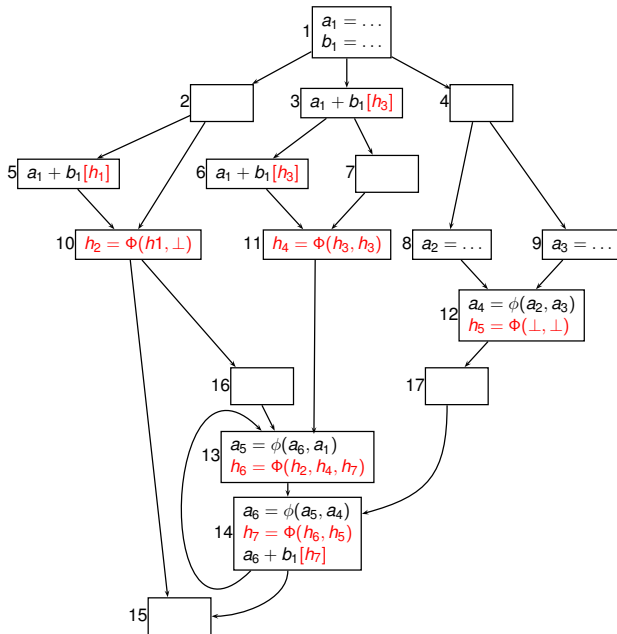 1
a₁ = …
b₁ = …
2
3
a₁ + b₁[h₃]
4
5
a₁ + b₁[h₁]
6
a₁ + b₁[h₃]
7
10
h₂ = Φ(h1, ⊥)
11
h₄ = Φ(h₃, h₃)
8
a₂ = …
9
a₃ = …
12
a₄ = ϕ(a₂, a₃)
h₅ = Φ(⊥, ⊥)
16
17
13
a₅ = ϕ(a₆, a₁)
h₆ = Φ(h₂, h₄, h₇)
14
a₆ = ϕ(a₅, a₄)
h₇ = Φ(h₆, h₅)
a₆ + b₁[h₇]
15